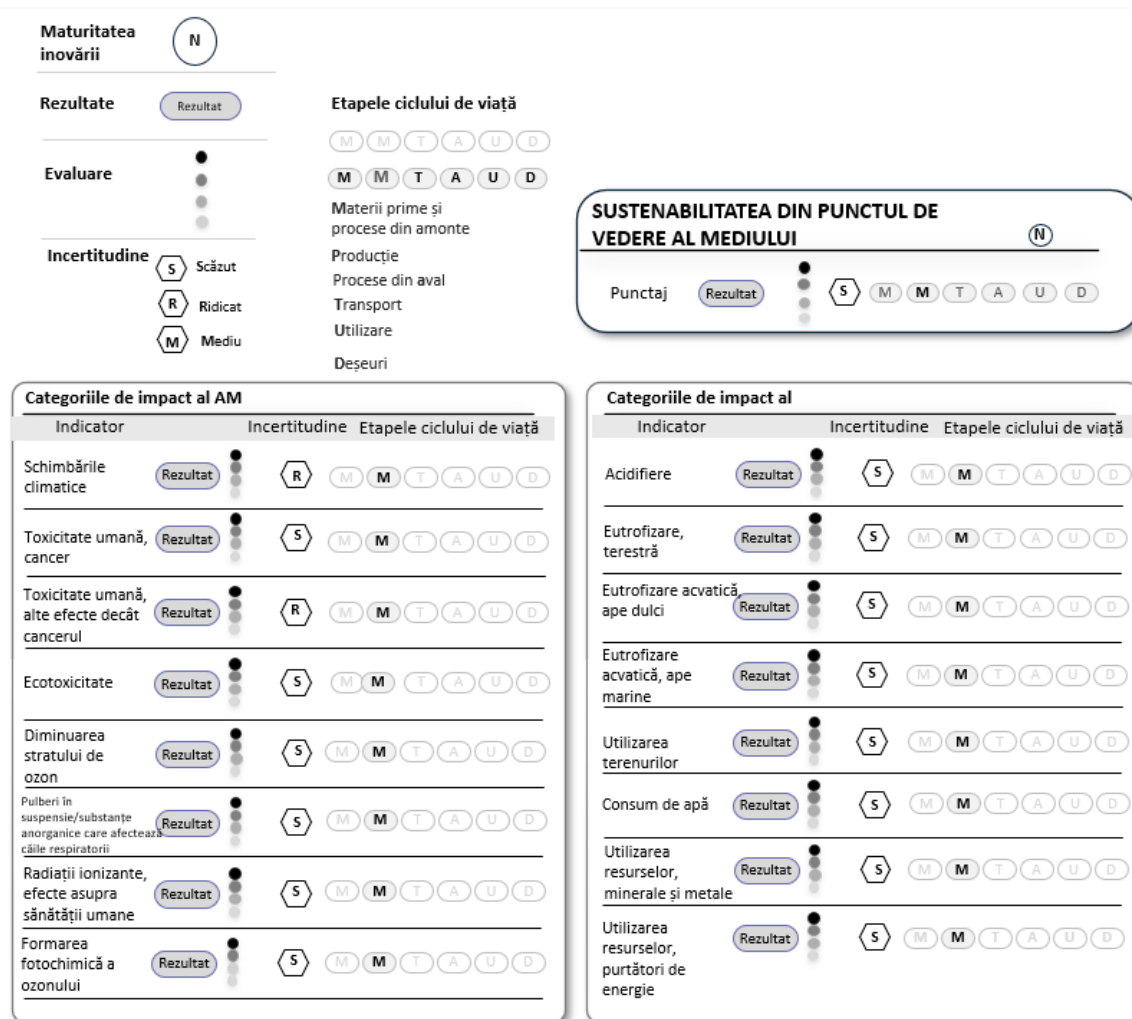 Maturitatea
inovării
N
Rezultate
Rezultat
Evaluare
Incertitudine
S Scăzut
R Ridicat
M Mediu
Etapele ciclului de viață
M M T A U D
M M T A U D
Materii prime și
procese din amonte
Producție
Procese din aval
Transport
Utilizare
Deșeuri
SUSTENABILITATEA DIN PUNCTUL DE
VEDERE AL MEDIULUI
N
Punctaj Rezultat S M M T A U D
Categoriile de impact al AM
Indicator Incertitudine Etapele ciclului de viață
Schimbările
climatice
Rezultat R M M T A U D
Toxicitate umană,
cancer
Rezultat S M M T A U D
Toxicitate umană,
alte efecte decât
cancerul
Rezultat R M M T A U D
Ecotoxicitate Rezultat S M M T A U D
Diminuarea
stratului de
ozon
Rezultat S M M T A U D
Pulberi în
suspensie/substanțe
anorganice care afectează
căile respiratorii
Rezultat S M M T A U D
Radiații ionizante,
efecte asupra
sănătății umane
Rezultat S M M T A U D
Formarea
fotochimică a
ozonului
Rezultat S M M T A U D
Categoriile de impact al
Indicator Incertitudine Etapele ciclului de viață
Acidifiere Rezultat S M M T A U D
Eutrofizare,
terestră
Rezultat S M M T A U D
Eutrofizare acvatică,
ape dulci
Rezultat S M M T A U D
Eutrofizare
acvatică, ape
marine
Rezultat S M M T A U D
Utilizarea
terenurilor
Rezultat S M M T A U D
Consum de apă Rezultat S M M T A U D
Utilizarea
resurselor,
minerale și metale
Rezultat S M M T A U D
Utilizarea
resurselor,
purtători de
energie
Rezultat S M M T A U D